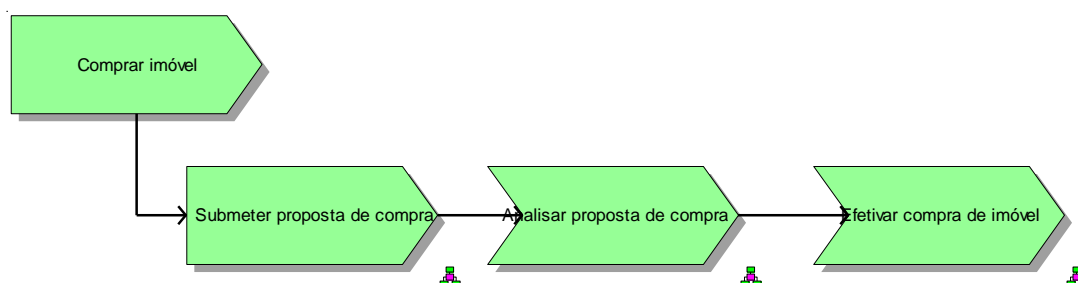 Comprar imóvel
Submeter proposta de compra
Analisar proposta de compra
Efetivar compra de imóvel